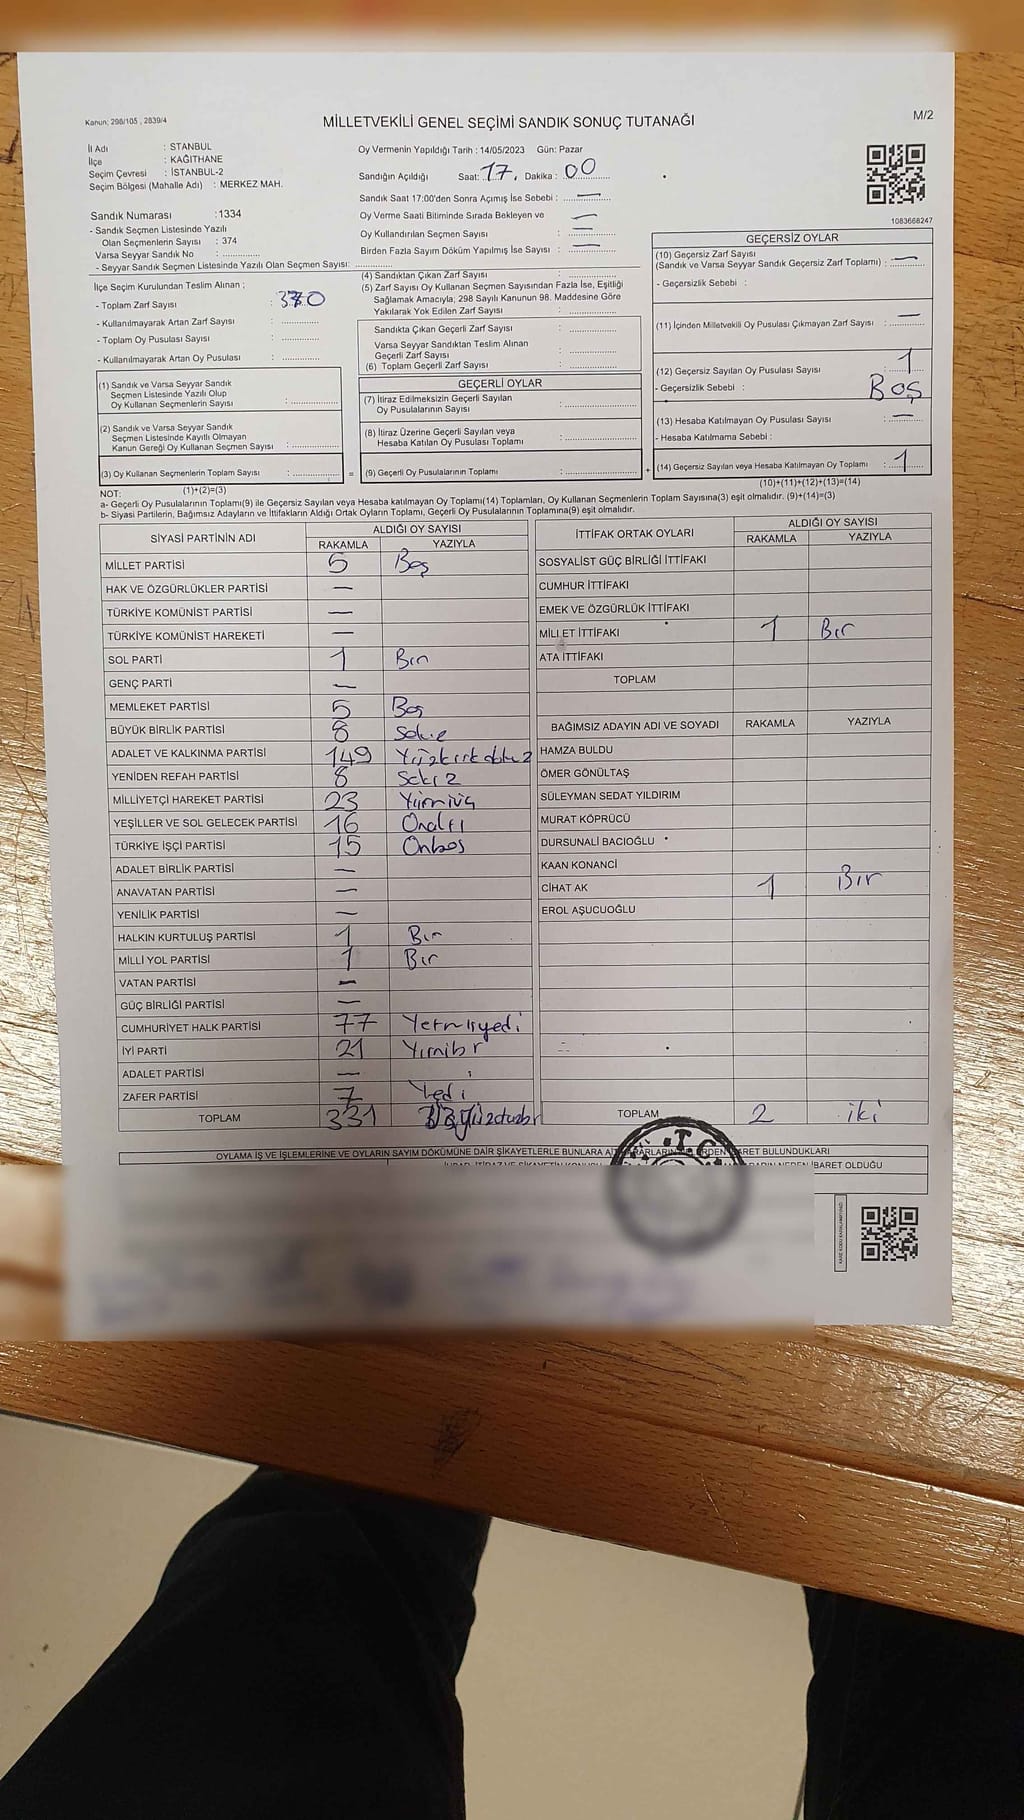 Kanun: 298/105 , 2839/4
MİLLETVEKİLİ GENEL SEÇİMİ SANDIK SONUÇ TUTANAĞI
M/2
İl Adı : STANBUL
İlçe : KAĞITHANE
Seçim Çevresi : İSTANBUL-2
Seçim Bölgesi (Mahalle Adı) : MERKEZ MAH.
Sandık Numarası :1334
- Sandık Seçmen Listesinde Yazılı
Olan Seçmenlerin Sayısı : 374
Varsa Seyyar Sandık No : ..............
- Seyyar Sandık Seçmen Listesinde Yazılı Olan Seçmen Sayısı: ..............
İlçe Seçim Kurulundan Teslim Alınan ;
- Toplam Zarf Sayısı : 370
- Kullanılmayarak Artan Zarf Sayısı : ..............
- Toplam Oy Pusulası Sayısı : ..............
- Kullanılmayarak Artan Oy Pusulası : ..............
(1) Sandık ve Varsa Seyyar Sandık
Seçmen Listesinde Yazılı Olup
Oy Kullanan Seçmenlerin Sayısı : ..............
(2) Sandık ve Varsa Seyyar Sandık
Seçmen Listesinde Kayıtlı Olmayan
Kanun Gereği Oy Kullanan Seçmen Sayısı : ..............
(3) Oy Kullanan Seçmenlerin Toplam Sayısı : .............. =
(1)+(2)=(3)
Oy Vermenin Yapıldığı Tarih : 14/05/2023 Gün: Pazar
Sandığın Açıldığı Saat: 17, Dakika : 00
Sandık Saat 17:00'den Sonra Açımış İse Sebebi : —
Oy Verme Saati Bitiminde Sırada Bekleyen ve —
Oy Kullandırılan Seçmen Sayısı : —
Birden Fazla Sayım Döküm Yapılmış İse Sayısı : —
(4) Sandıktan Çıkan Zarf Sayısı : ..............
(5) Zarf Sayısı Oy Kullanan Seçmen Sayısından Fazla İse, Eşitliği
Sağlamak Amacıyla; 298 Sayılı Kanunun 98. Maddesine Göre
Yakılarak Yok Edilen Zarf Sayısı : ..............
Sandıkta Çıkan Geçerli Zarf Sayısı : ..............
Varsa Seyyar Sandıktan Teslim Alınan
Geçerli Zarf Sayısı : ..............
(6) Toplam Geçerli Zarf Sayısı : ..............
GEÇERLİ OYLAR
(7) İtiraz Edilmeksizin Geçerli Sayılan
Oy Pusulalarının Sayısı : ..............
(8) İtiraz Üzerine Geçerli Sayılan veya
Hesaba Katılan Oy Pusulası Toplamı : ..............
(9) Geçerli Oy Pusulalarının Toplamı : .............. +
1083668247
GEÇERSİZ OYLAR
(10) Geçersiz Zarf Sayısı
(Sandık ve Varsa Seyyar Sandık Geçersiz Zarf Toplamı) : —
- Geçersizlik Sebebi :
(11) İçinden Milletvekili Oy Pusulası Çıkmayan Zarf Sayısı : —
(12) Geçersiz Sayılan Oy Pusulası Sayısı : 1
- Geçersizlik Sebebi : Boş
(13) Hesaba Katılmayan Oy Pusulası Sayısı : —
- Hesaba Katılmama Sebebi :
(14) Geçersiz Sayılan veya Hesaba Katılmayan Oy Toplamı : 1
(10)+(11)+(12)+(13)=(14)
NOT:
a- Geçerli Oy Pusulalarının Toplamı(9) ile Geçersiz Sayılan veya Hesaba katılmayan Oy Toplamı(14) Toplamları, Oy Kullanan Seçmenlerin Toplam Sayısına(3) eşit olmalıdır. (9)+(14)=(3)
b- Siyasi Partilerin, Bağımsız Adayların ve İttifakların Aldığı Ortak Oyların Toplamı, Geçerli Oy Pusulalarının Toplamına(9) eşit olmalıdır.
SİYASİ PARTİNİN ADI ALDIĞI OY SAYISI
RAKAMLA YAZIYLA
MİLLET PARTİSİ 5 Beş
HAK VE ÖZGÜRLÜKLER PARTİSİ —
TÜRKİYE KOMÜNİST PARTİSİ —
TÜRKİYE KOMÜNİST HAREKETİ —
SOL PARTİ 1 Bir
GENÇ PARTİ —
MEMLEKET PARTİSİ 5 Beş
BÜYÜK BİRLİK PARTİSİ 8
ADALET VE KALKINMA PARTİSİ 149 Yüzkırkdokuz
YENİDEN REFAH PARTİSİ 8 Sekiz
MİLLİYETÇİ HAREKET PARTİSİ 23 Yirmiüç
YEŞİLLER VE SOL GELECEK PARTİSİ 16 Onaltı
TÜRKİYE İŞÇİ PARTİSİ 15 Onbeş
ADALET BİRLİK PARTİSİ —
ANAVATAN PARTİSİ —
YENİLİK PARTİSİ —
HALKIN KURTULUŞ PARTİSİ 1 Bir
MİLLİ YOL PARTİSİ 1 Bir
VATAN PARTİSİ —
GÜÇ BİRLİĞİ PARTİSİ —
CUMHURİYET HALK PARTİSİ 77 Yetmişyedi
İYİ PARTİ 21 Yirmibir
ADALET PARTİSİ —
ZAFER PARTİSİ 7 Yedi
TOPLAM 331
İTTİFAK ORTAK OYLARI ALDIĞI OY SAYISI
RAKAMLA YAZIYLA
SOSYALİST GÜÇ BİRLİĞİ İTTİFAKI
CUMHUR İTTİFAKI
EMEK VE ÖZGÜRLÜK İTTİFAKI
MİLLET İTTİFAKI 1 Bir
ATA İTTİFAKI
TOPLAM
BAĞIMSIZ ADAYIN ADI VE SOYADI RAKAMLA YAZIYLA
HAMZA BULDU
ÖMER GÖNÜLTAŞ
SÜLEYMAN SEDAT YILDIRIM
MURAT KÖPRÜCÜ
DURSUNALİ BACIOĞLU
KAAN KONANCİ
CİHAT AK 1 Bir
EROL AŞUCUOĞLU
TOPLAM 2 iki
OYLAMA İŞ VE İŞLEMLERİNE VE OYLARIN SAYIM DÖKÜMÜNE DAİR ŞİKAYETLERLE BUNLARA AİT KARARLARIN NELERDEN İBARET BULUNDUKLARI
T.C.
İBARET OLDUĞU